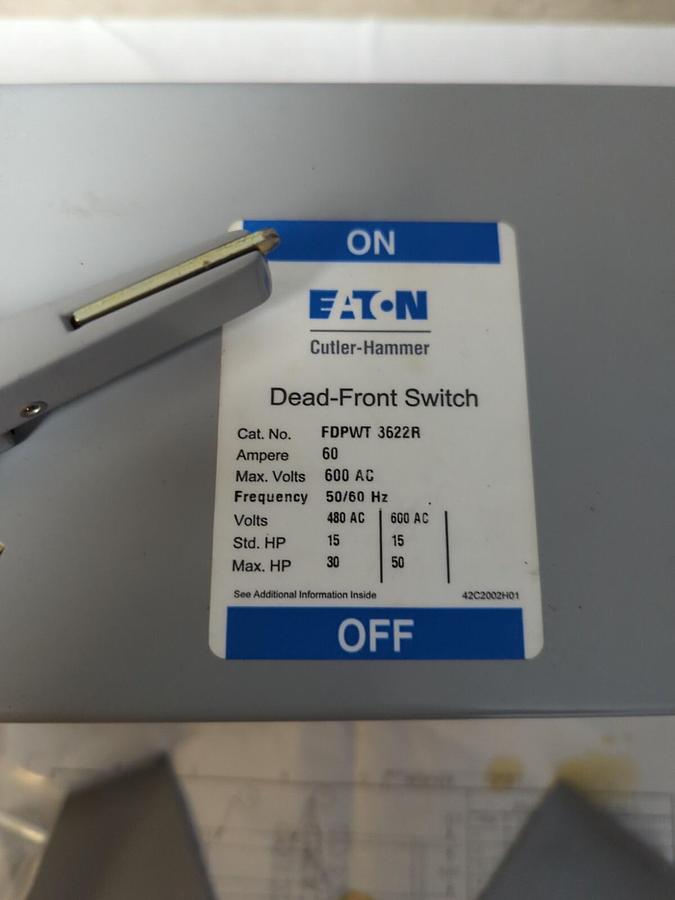 ON
EATON
Cutler-Hammer
Dead-Front Switch
Cat. No. FDPWT 3622R
Ampere 60
Max. Volts 600 AC
Frequency 50/60 Hz
Volts 480 AC 600 AC
Std. HP 15 15
Max. HP 30 50
See Additional Information Inside 42C2002H01
OFF